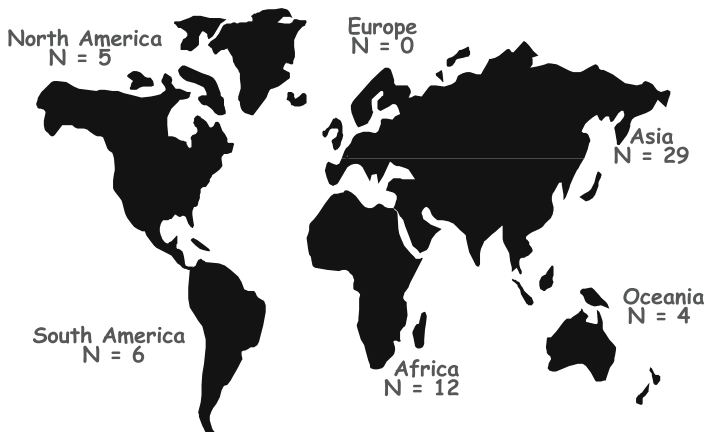 North America
N = 5
Europe
N = 0
Asia
N = 29
Oceania
N = 4
South America
N = 6
Africa
N = 12